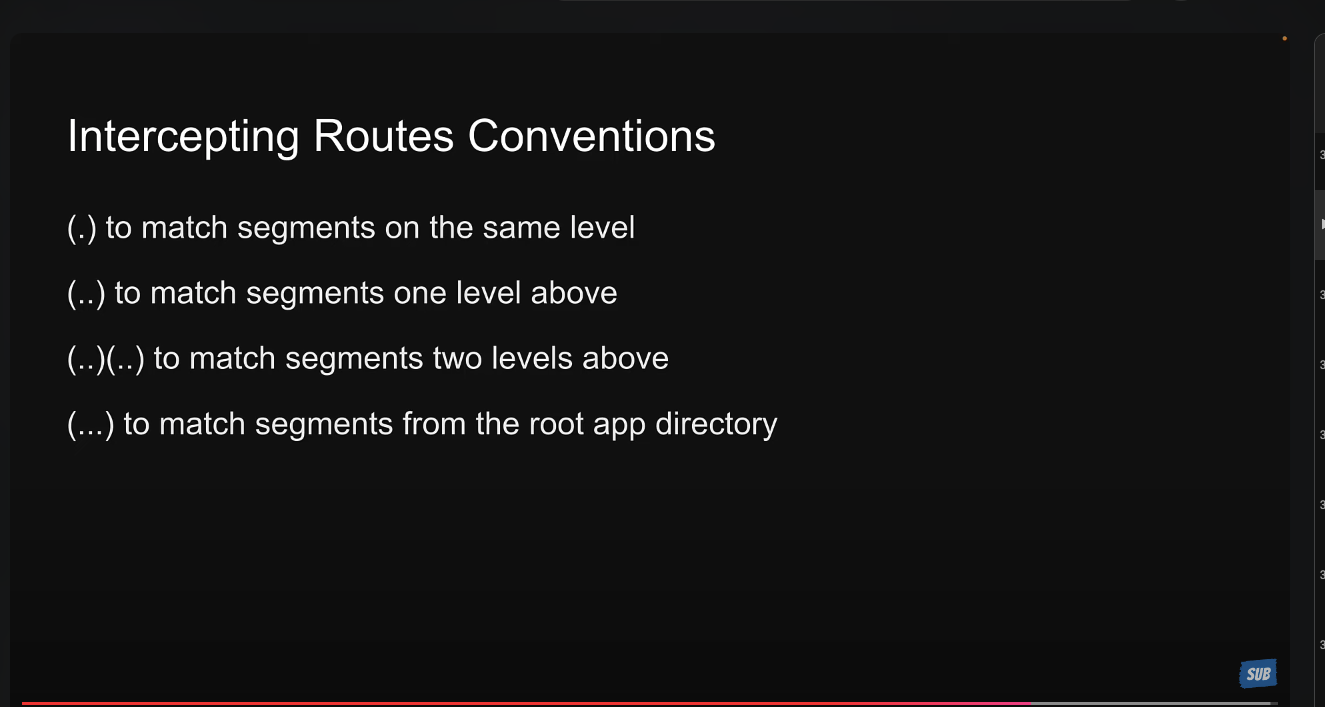 Intercepting Routes Conventions
(.) to match segments on the same level
(..) to match segments one level above
(..)(..) to match segments two levels above
(...) to match segments from the root app directory
SUB